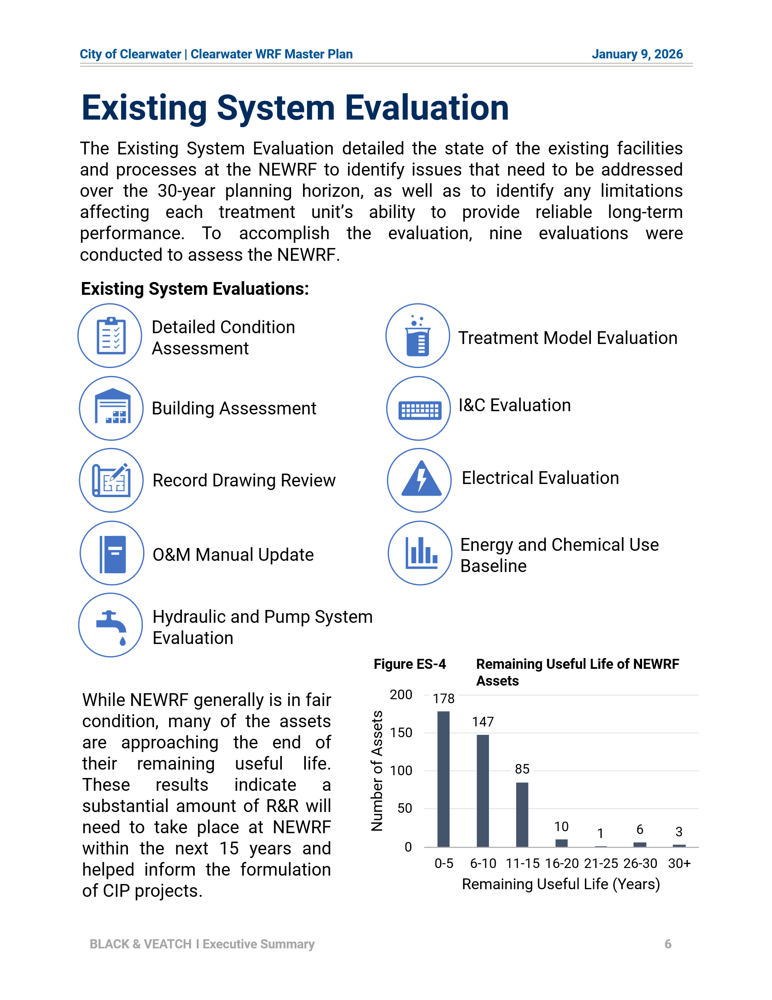 City of Clearwater | Clearwater WRF Master Plan
January 9, 2026
Existing System Evaluation
The Existing System Evaluation detailed the state of the existing facilities
and processes at the NEWRF to identify issues that need to be addressed
over the 30-year planning horizon, as well as to identify any limitations
affecting each treatment unit’s ability to provide reliable long-term
performance. To accomplish the evaluation, nine evaluations were
conducted to assess the NEWRF.
Existing System Evaluations:
Detailed Condition
Assessment
Building Assessment
Record Drawing Review
O&M Manual Update
Hydraulic and Pump System
Evaluation
Treatment Model Evaluation
I&C Evaluation
Electrical Evaluation
Energy and Chemical Use
Baseline
While NEWRF generally is in fair
condition, many of the assets
are approaching the end of
their remaining useful life.
These results indicate a
substantial amount of R&R will
need to take place at NEWRF
within the next 15 years and
helped inform the formulation
of CIP projects.
Figure ES-4 Remaining Useful Life of NEWRF
Assets
Number of Assets
200
150
100
50
0
178
147
85
10
1
6
3
0-5 6-10 11-15 16-20 21-25 26-30 30+
Remaining Useful Life (Years)
BLACK & VEATCH I Executive Summary
6